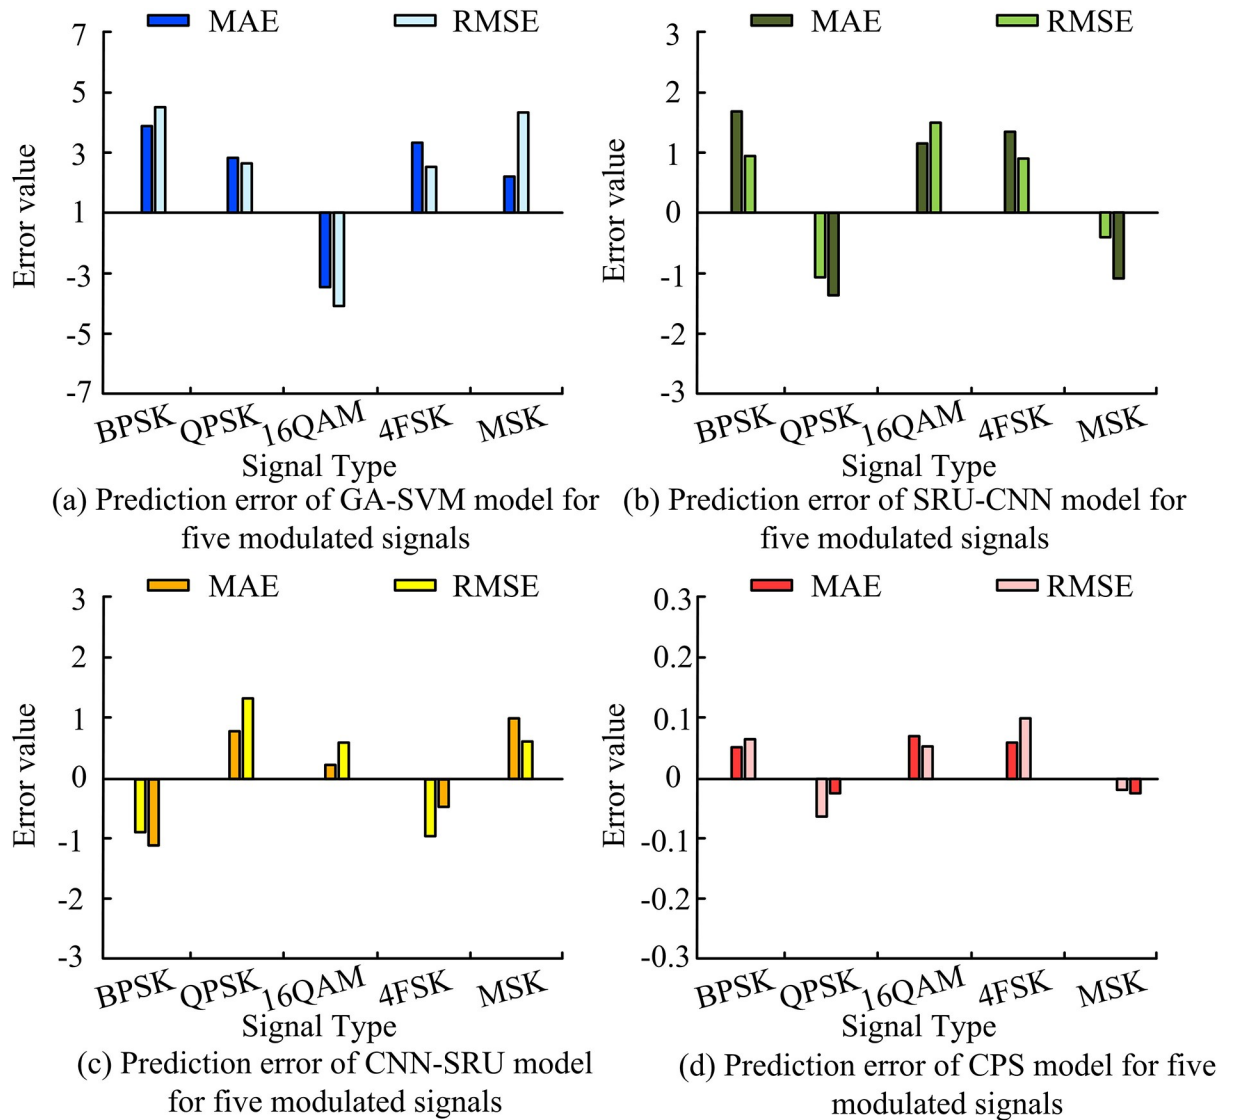 MAE RMSE
7
5
3
1
-3
-5
-7
Error value
BPSK QPSK 16QAM 4FSK MSK
Signal Type
(a) Prediction error of GA-SVM model for
five modulated signals
MAE RMSE
3
2
1
0
-1
-2
-3
Error value
BPSK QPSK 16QAM 4FSK MSK
Signal Type
(b) Prediction error of SRU-CNN model for
five modulated signals
MAE RMSE
3
2
1
0
-1
-2
-3
Error value
BPSK QPSK 16QAM 4FSK MSK
Signal Type
(c) Prediction error of CNN-SRU model
for five modulated signals
MAE RMSE
0.3
0.2
0.1
0
-0.1
-0.2
-0.3
Error value
BPSK QPSK 16QAM 4FSK MSK
Signal Type
(d) Prediction error of CPS model for five
modulated signals